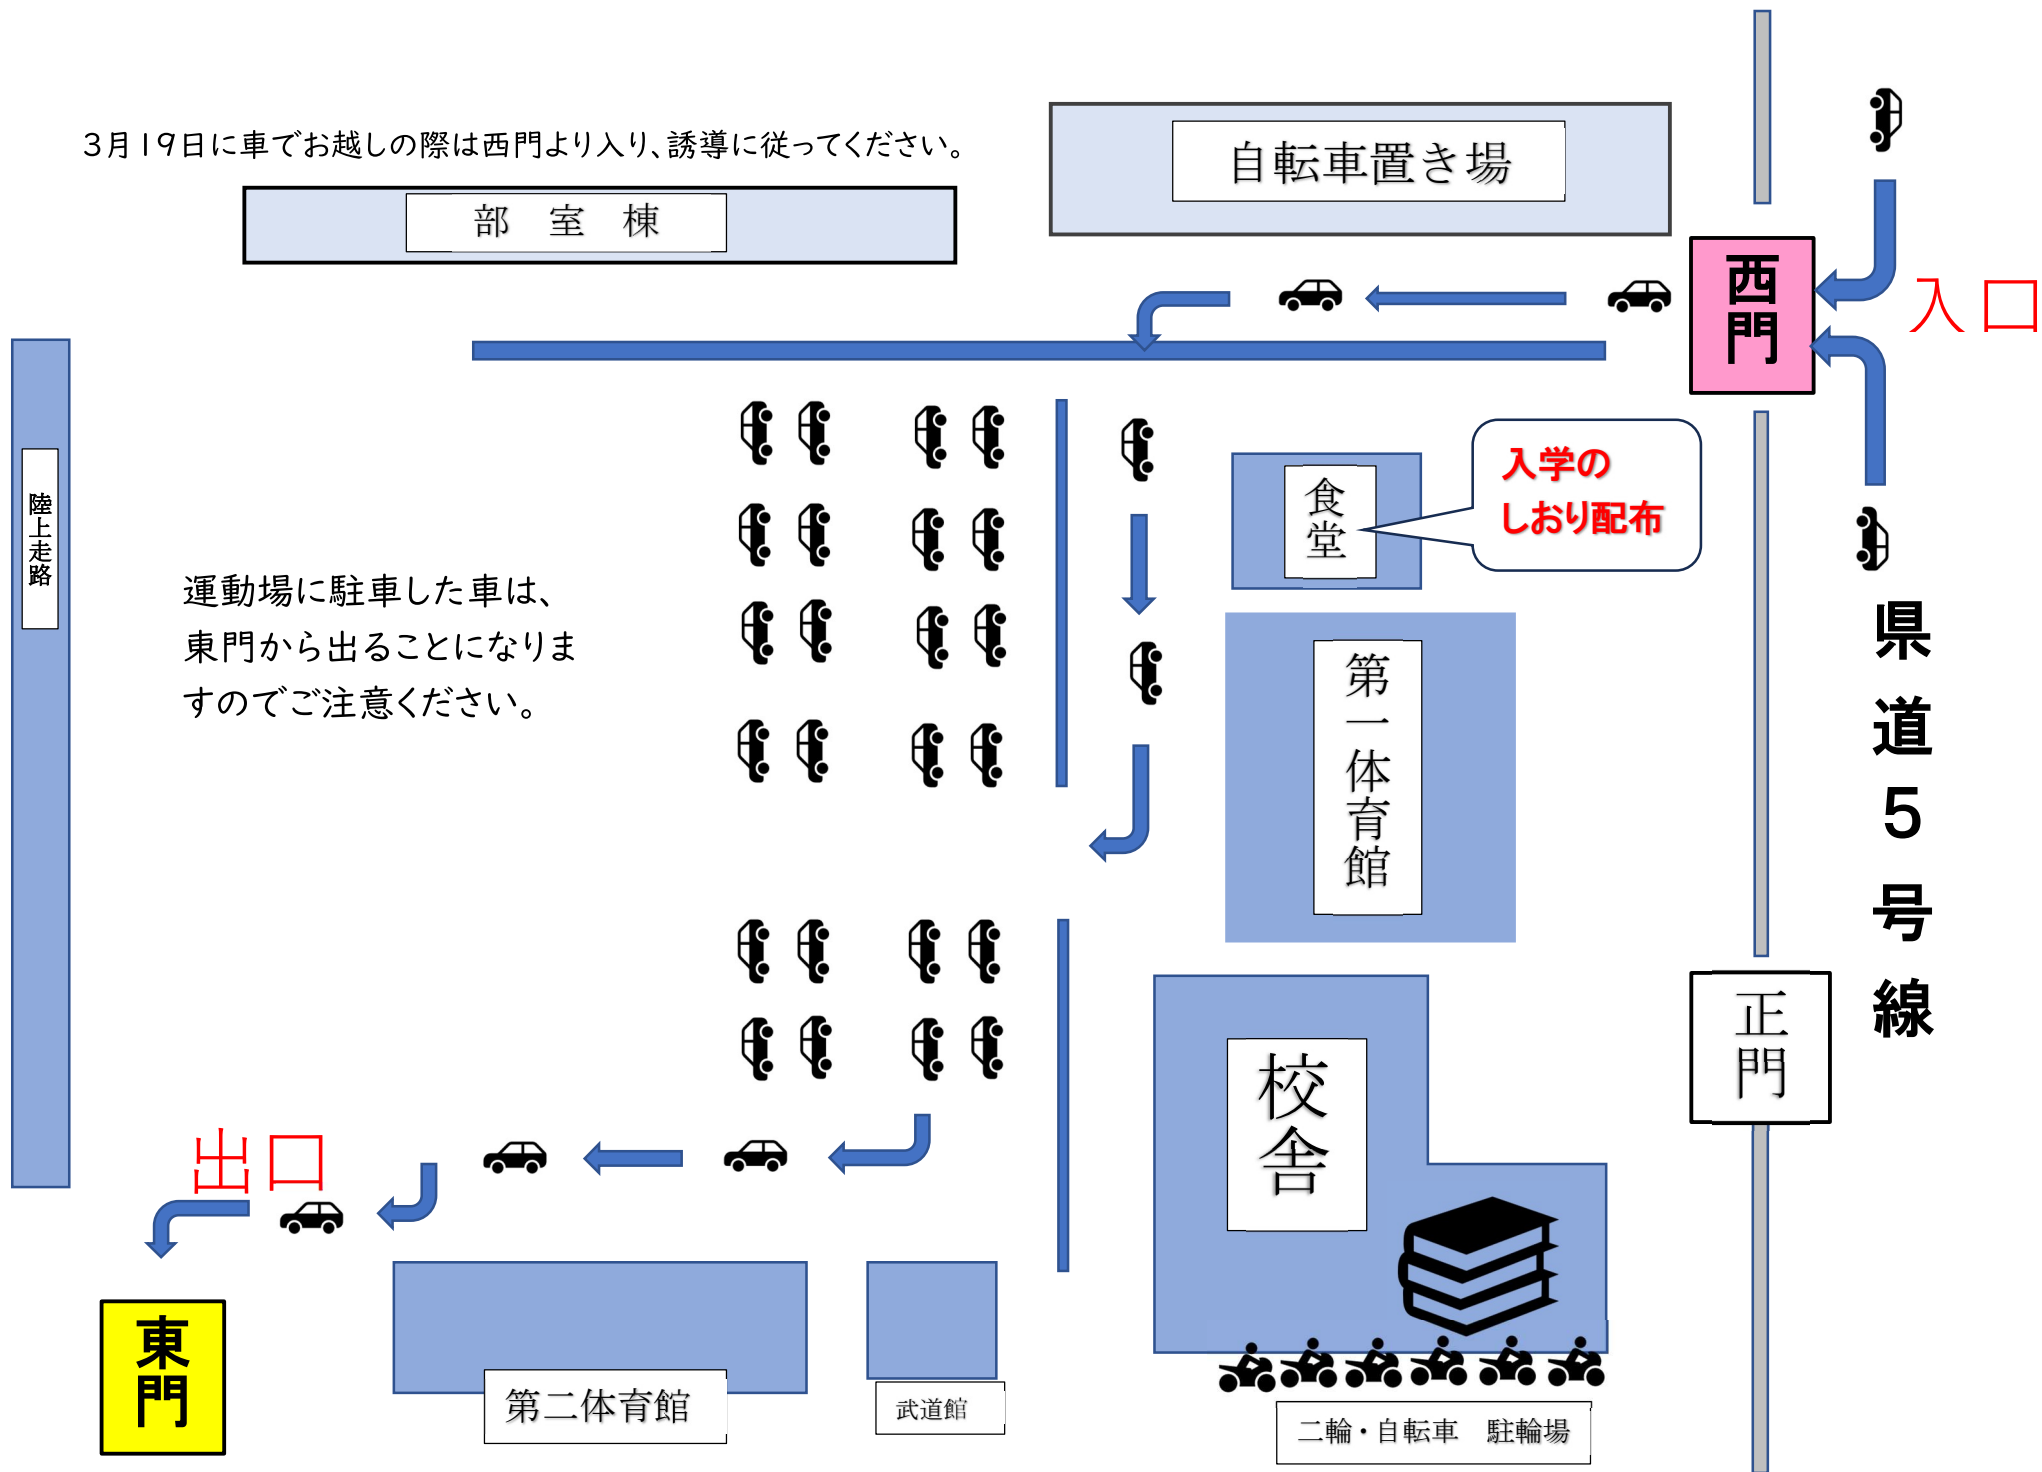 3月19日に車でお越しの際は西門より入り、誘導に従ってください。
自転車置き場
部　室　棟
西門
入口
陸上走路
食堂
入学の
しおり配布
運動場に駐車した車は、
東門から出ることになりま
すのでご注意ください。
第一体育館
県道5号線
正門
校舎
出口
東門
第二体育館
武道館
二輪・自転車　駐輪場